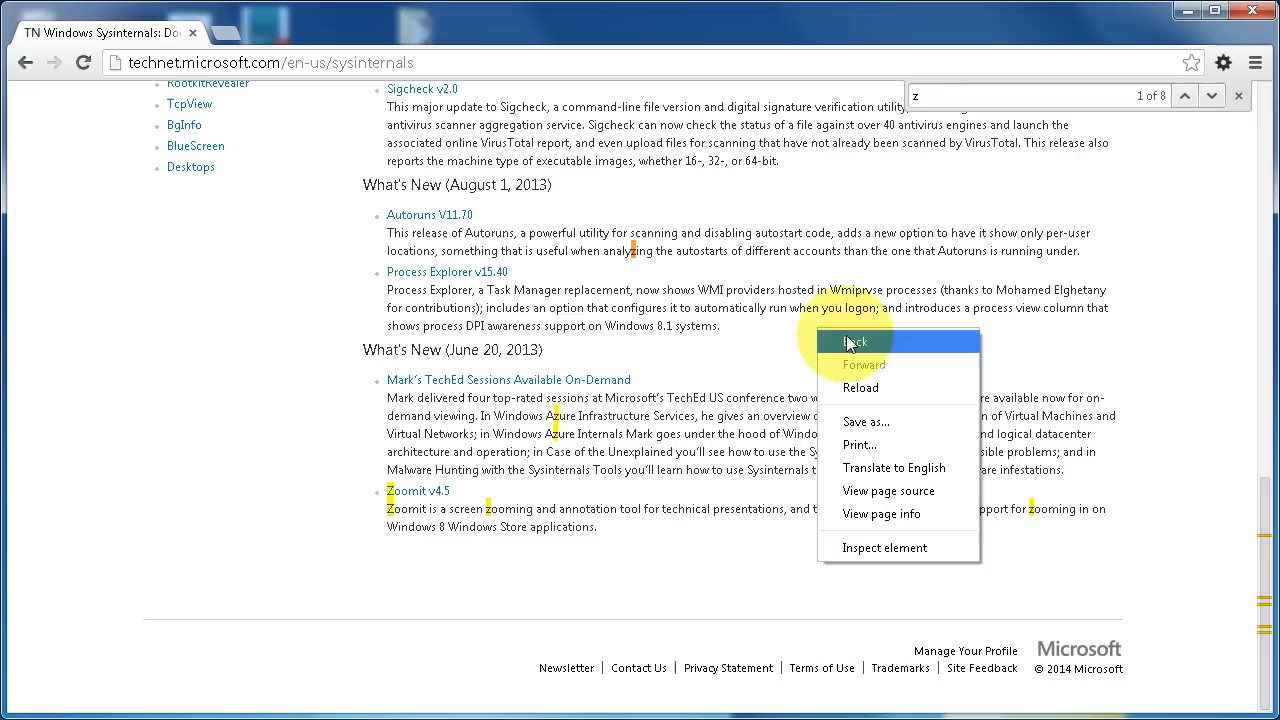 TN Windows Sysinternals: Do
technet.microsoft.com/en-us/sysinternals
z
1 of 8
RootkitRevealer
TcpView
BgInfo
BlueScreen
Desktops
Sigcheck v2.0
This major update to Sigcheck, a command-line file version and digital signature verification utility,
antivirus scanner aggregation service. Sigcheck can now check the status of a file against over 40 antivirus engines and launch the
associated online VirusTotal report, and even upload files for scanning that have not already been scanned by VirusTotal. This release also
reports the machine type of executable images, whether 16-, 32-, or 64-bit.
What's New (August 1, 2013)
Autoruns V11.70
This release of Autoruns, a powerful utility for scanning and disabling autostart code, adds a new option to have it show only per-user
locations, something that is useful when analyzing the autostarts of different accounts than the one that Autoruns is running under.
Process Explorer v15.40
Process Explorer, a Task Manager replacement, now shows WMI providers hosted in Wmiprvse processes (thanks to Mohamed Elghetany
for contributions); includes an option that configures it to automatically run when you logon; and introduces a process view column that
shows process DPI awareness support on Windows 8.1 systems.
What's New (June 20, 2013)
Mark's TechEd Sessions Available On-Demand
Mark delivered four top-rated sessions at Microsoft's TechEd US conference two w re available now for on-
demand viewing. In Windows Azure Infrastructure Services, he gives an overview n of Virtual Machines and
Virtual Networks; in Windows Azure Internals Mark goes under the hood of Windo and logical datacenter
architecture and operation; in Case of the Unexplained you'll see how to use the S sible problems; and in
Malware Hunting with the Sysinternals Tools you'll learn how to use Sysinternals t ware infestations.
Zoomit v4.5
Zoomit is a screen zooming and annotation tool for technical presentations, and t pport for zooming in on
Windows 8 Windows Store applications.
Back
Forward
Reload
Save as...
Print...
Translate to English
View page source
View page info
Inspect element
Manage Your Profile
Microsoft
Newsletter | Contact Us | Privacy Statement | Terms of Use | Trademarks | Site Feedback
© 2014 Microsoft